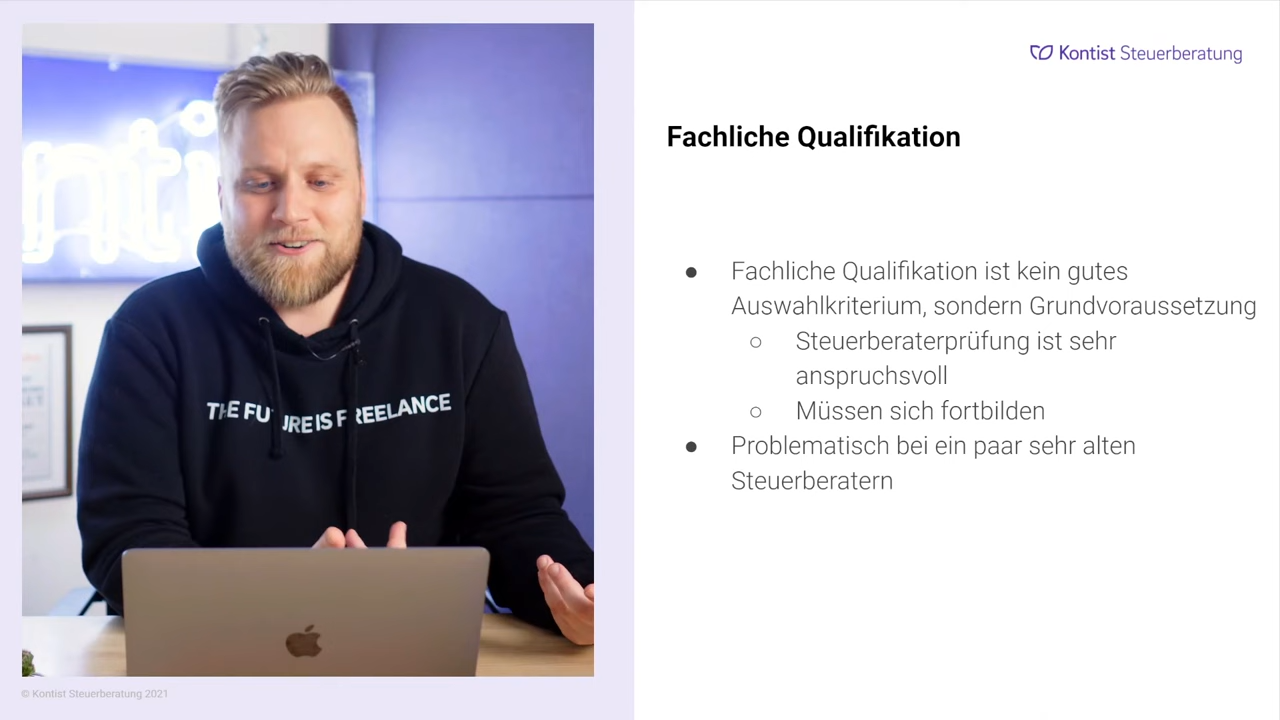 Kontist Steuerberatung
Fachliche Qualifikation
Fachliche Qualifikation ist kein gutes
Auswahlkriterium, sondern Grundvoraussetzung
Steuerberaterprüfung ist sehr
anspruchsvoll
Müssen sich fortbilden
Problematisch bei ein paar sehr alten
Steuerberatern
THE FUTURE IS FREELANCE
© Kontist Steuerberatung 2021